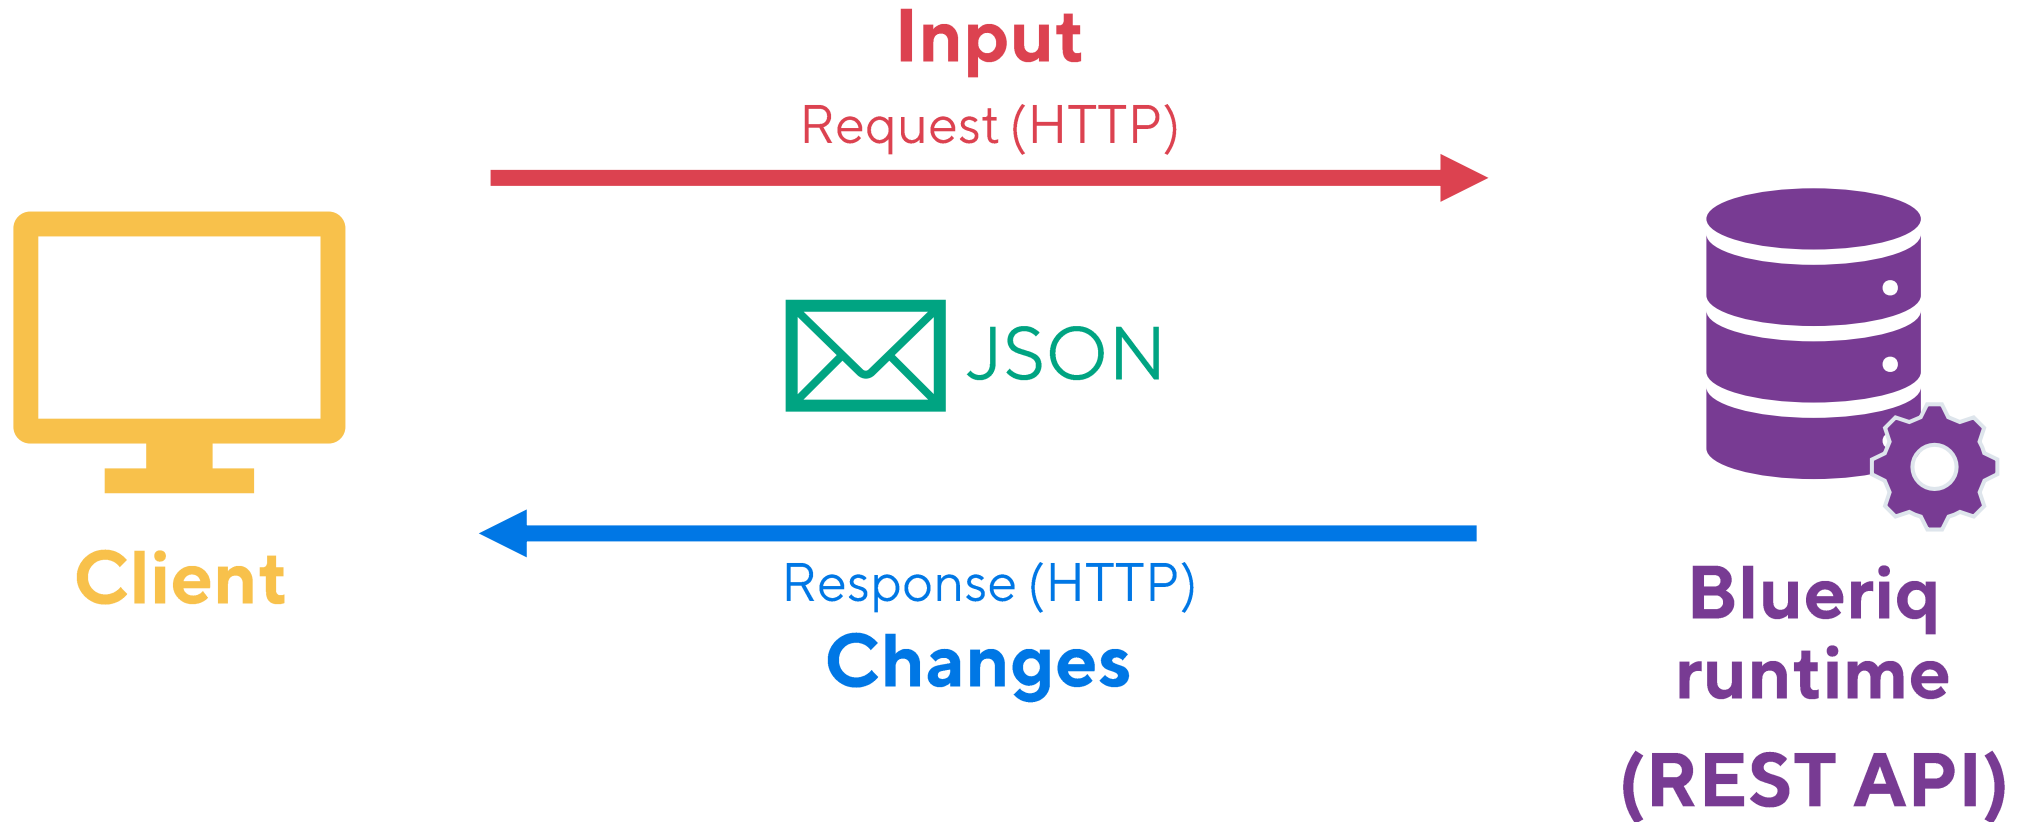 Input
Request (HTTP)
JSON
Client
Response (HTTP)
Changes
Blueriq
runtime
(REST API)